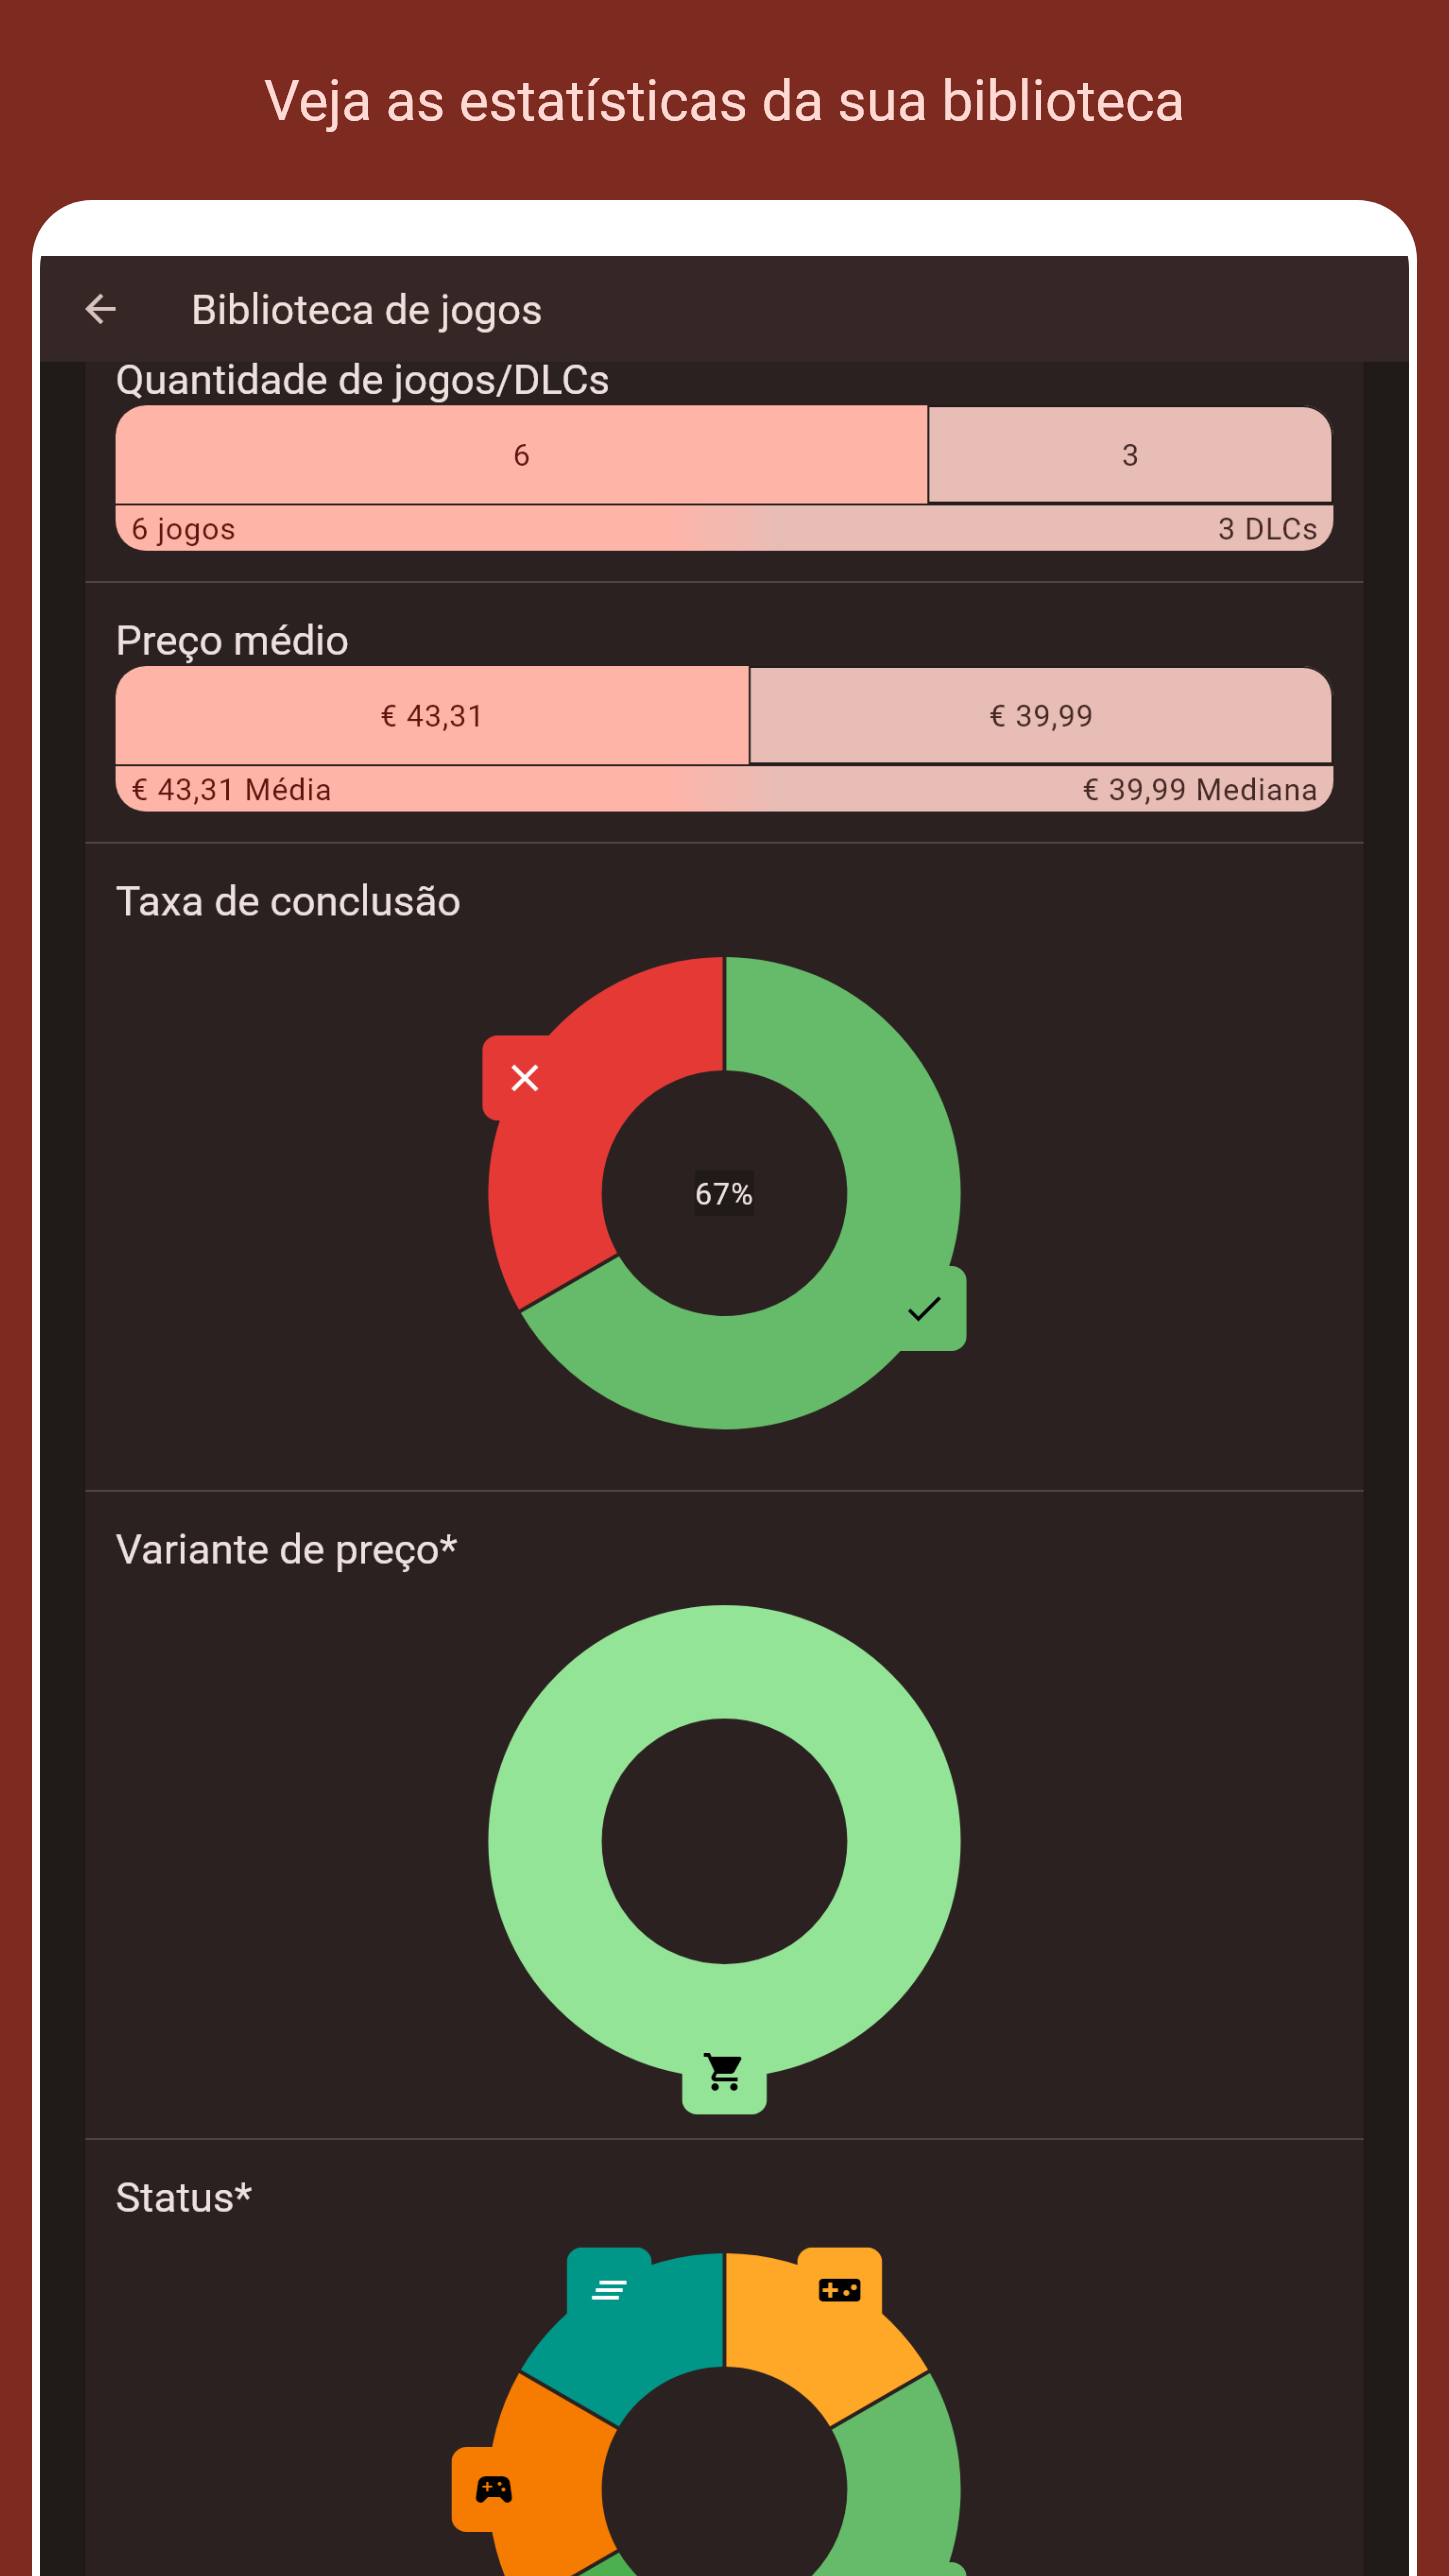 Veja as estatísticas da sua biblioteca
Biblioteca de jogos
Quantidade de jogos/DLCs
6
3
6 jogos
3 DLCs
Preço médio
€ 43,31
€ 39,99
€ 43,31 Média
€ 39,99 Mediana
Taxa de conclusão
67%
Variante de preço*
Status*